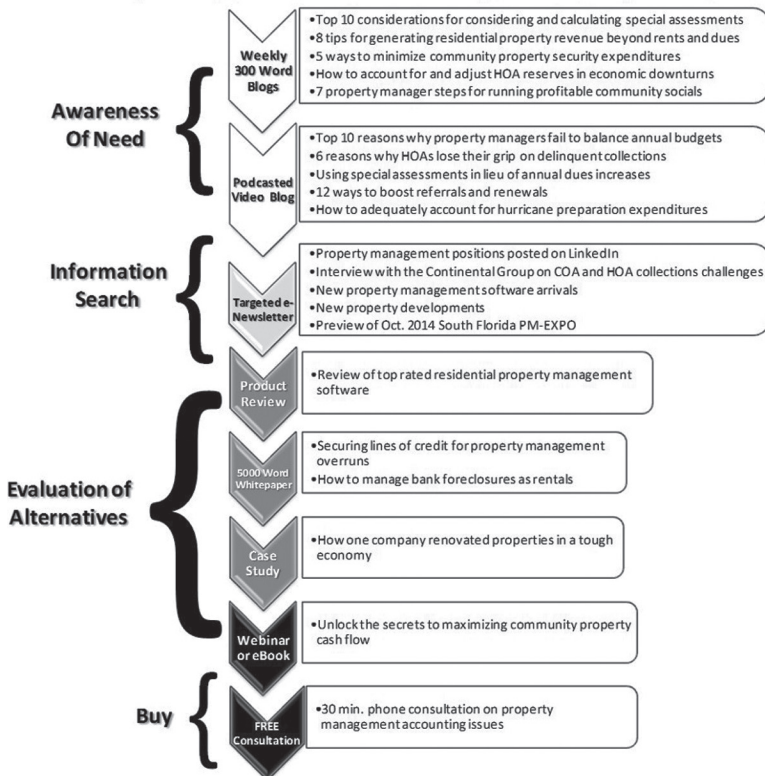 Awareness
Of Need
Weekly
300 Word
Blogs
•Top 10 considerations for considering and calculating special assessments
•8 tips for generating residential property revenue beyond rents and dues
•5 ways to minimize community property security expenditures
•How to account for and adjust HOA reserves in economic downturns
•7 property manager steps for running profitable community socials
Podcasted
Video Blog
•Top 10 reasons why property managers fail to balance annual budgets
•6 reasons why HOAs lose their grip on delinquent collections
•Using special assessments in lieu of annual dues increases
•12 ways to boost referrals and renewals
•How to adequately account for hurricane preparation expenditures
Information
Search
Targeted e-
Newsletter
•Property management positions posted on LinkedIn
•Interview with the Continental Group on COA and HOA collections challenges
•New property management software arrivals
•New property developments
•Preview of Oct. 2014 South Florida PM-EXPO
Evaluation of
Alternatives
Product
Review
•Review of top rated residential property management
software
5000 Word
Whitepaper
•Securing lines of credit for property management
overruns
•How to manage bank foreclosures as rentals
Case
Study
•How one company renovated properties in a tough
economy
Webinar
or eBook
•Unlock the secrets to maximizing community property
cash flow
Buy
FREE
Consultation
•30 min. phone consultation on property
management accounting issues